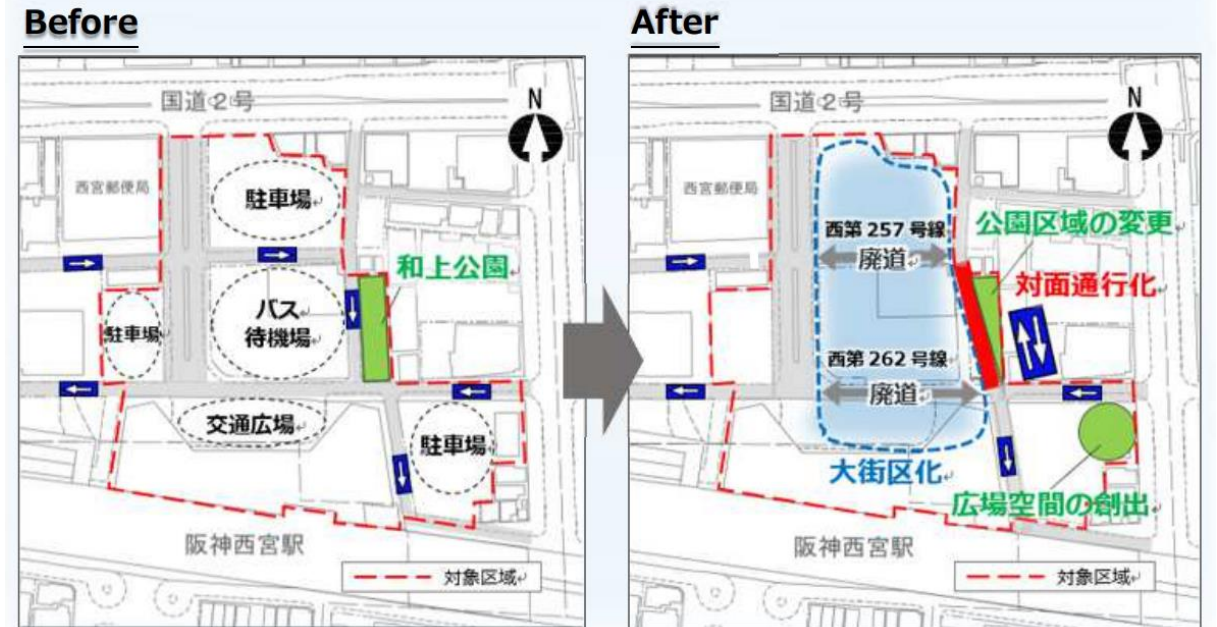 Before
国道2号
N
西宮郵便局
駐車場
和上公園
バス
待機場
駐車場
交通広場
駐車場
阪神西宮駅
対象区域
After
国道2号
N
西宮郵便局
西第257号線
廃道
公園区域の変更
対面通行化
西第262号線
廃道
大街区化
広場空間の創出
阪神西宮駅
対象区域